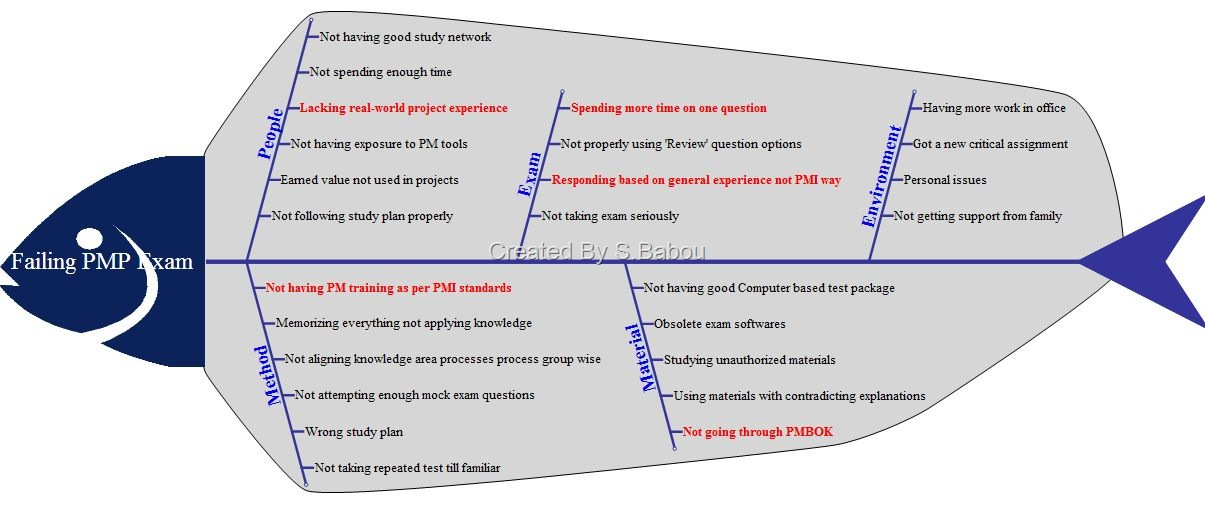 Failing PMP Exam
People
Not having good study network
Not spending enough time
Lacking real-world project experience
Not having exposure to PM tools
Earned value not used in projects
Not following study plan properly
Exam
Spending more time on one question
Not properly using 'Review' question options
Responding based on general experience not PMI way
Not taking exam seriously
Environment
Having more work in office
Got a new critical assignment
Personal issues
Not getting support from family
Created By S.Babou
Method
Not having PM training as per PMI standards
Memorizing everything not applying knowledge
Not aligning knowledge area processes process group wise
Not attempting enough mock exam questions
Wrong study plan
Not taking repeated test till familiar
Material
Not having good Computer based test package
Obsolete exam softwares
Studying unauthorized materials
Using materials with contradicting explanations
Not going through PMBOK